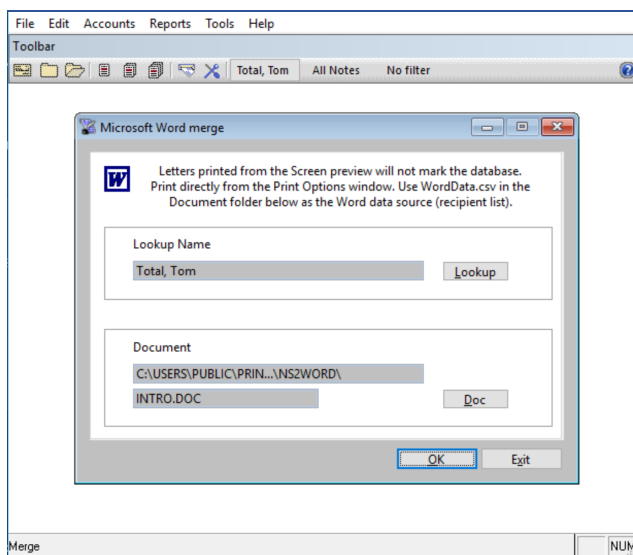 File Edit Accounts Reports Tools Help
Toolbar
Total, Tom All Notes No filter
Microsoft Word merge
W
Letters printed from the Screen preview will not mark the database.
Print directly from the Print Options window. Use WordData.csv in the
Document folder below as the Word data source (recipient list).
Lookup Name
Total, Tom Lookup
Document
C:\USERS\PUBLIC\PRIN...\NS2WORD\
INTRO.DOC Doc
OK Exit
Merge NUM